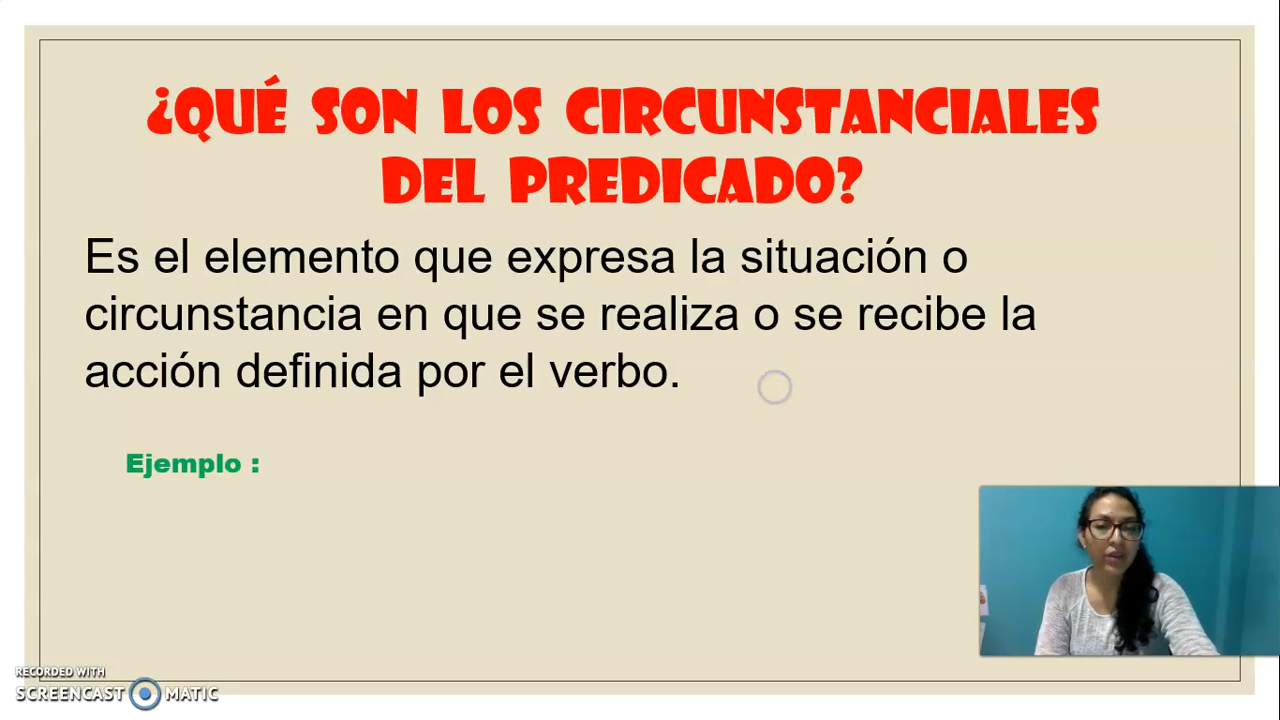 ¿QUÉ SON LOS CIRCUNSTANCIALES
DEL PREDICADO?
Es el elemento que expresa la situación o
circunstancia en que se realiza o se recibe la
acción definida por el verbo.
Ejemplo :
RECORDED WITH
SCREENCAST MATIC